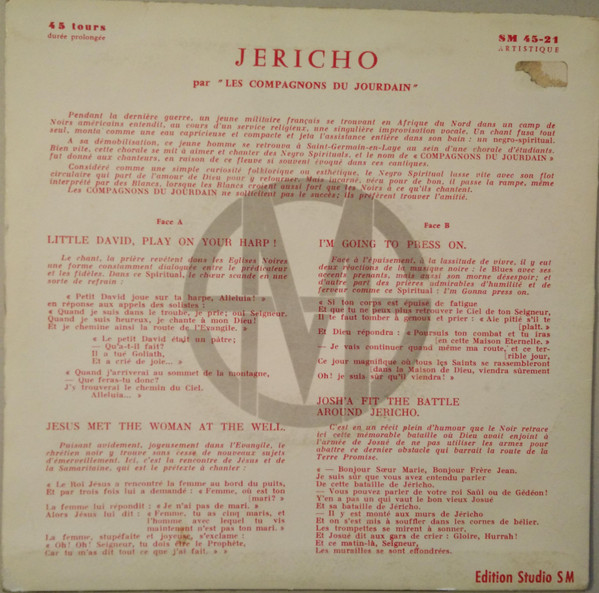 45 tours
durée prolongée
SM 45-21
ARTISTIQUE
JERICHO
par "LES COMPAGNONS DU JOURDAIN"
Pendant la dernière guerre, un jeune militaire français se trouvant en Afrique du Nord dans un camp de
Noirs américains entendit, au cours d'un service religieux, une singulière improvisation vocale. Un chant fusa tout
seul, monta comme une eau capricieuse et compacte et jeta l'assistance entière dans son bain : un negro-spiritual.
A sa démobilisation, ce jeune homme se retrouva à Saint-Germain-en-Laye au sein d'une chorale d'étudiants.
Bien vite, cette chorale se mit à aimer et chanter des Negro Spirituals, et le nom de « COMPAGNONS DU JOURDAIN »
fut donné aux chanteurs, en raison de ce fleuve si souvent évoqué dans ces cantiques.
Considéré comme une simple curiosité folklorique ou esthétique, le Negro Spiritual lasse vite avec son flot
circulaire qui part de l'amour de Dieu pour y retourner. Mais incarné, vécu pour de bon, il passe la rampe, même
interprété par des Blancs, lorsque les Blancs croient aussi fort que les Noirs à ce qu'ils chantent.
Les COMPAGNONS DU JOURDAIN ne sollicitent pas le succès; ils préfèrent trouver l'amitié.
Face A
LITTLE DAVID, PLAY ON YOUR HARP !
Le chant, la prière revêtent sous les Eglises Noires
une forme constamment dialoguée entre le prédicateur
et les fidèles. Dans ce Spiritual, le chœur scande en une
sorte de refrain :
« Petit David joue sur ta harpe, Alleluia! »
en réponse aux appels des solistes :
« Quand je suis dans le trouble, je prie; oui Seigneur,
Quand je suis heureux, je chante à mon Dieu!
Et je chemine ainsi la route de l'Evangile. »
« Le petit David était un pâtre;
Qu'a-t-il fait?
Il a tué Goliath,
Et a crié de joie... »
« Quand j'arriverai au sommet de la montagne,
— Que feras-tu donc?
J'y trouverai le chemin du Ciel.
Alleluia... »
JESUS MET THE WOMAN AT THE WELL.
Puisant avidement, joyeusement dans l'Evangile, le
chrétien noir y trouve sans cesse de nouveaux sujets
d'émerveillement. Ici, c'est la rencontre de Jésus et de
la Samaritaine, qui est le prétexte à chanter :
« Le Roi Jésus a rencontré la femme au bord du puits,
Et par trois fois lui a demandé : « Femme, où est ton
[mari? »
La femme lui répondit : « Je n'ai pas de mari. »
Alors Jésus lui dit : « Femme, tu as cinq maris, et
l'homme avec lequel tu vis
maintenant n'est pas ton mari. »
La femme, stupéfaite et joyeuse, s'exclame :
« Oh! Oh! Seigneur, tu dois être le Prophète,
Car tu m'as dit tout ce que j'ai fait. » »
Face B
I'M GOING TO PRESS ON.
Face à l'épuisement, à la lassitude de vivre, il y eut
deux réactions de la musique noire : le Blues avec ses
accents prenants, mais aussi son morne désespoir; et
d'autre part des prières admirables d'humilité et de
ferveur comme ce Spiritual : I'm Gonna press on.
« Si ton corps est épuisé de fatigue
Et que tu ne peux plus retrouver le Ciel de ton Seigneur,
Il te faut tomber à genoux et prier : « Aie pitié s'il te
[plaît. »
Et Dieu répondra : « Poursuis ton combat et tu iras
[en cette Maison Eternelle. »
— Je vais continuer quand même ma route, et ce ter-
[rible jour,
Ce jour magnifique où tous les Saints se rassembleront
[dans la Maison de Dieu, viendra sûrement
Oh! je suis sûr qu'il viendra! »
JOSH'A FIT THE BATTLE
AROUND JERICHO.
C'est en un récit plein d'humour que le Noir retrace
ici cette mémorable bataille où Dieu avait enjoint à
l'armée de Josué de ne pas utiliser les armes pour
abattre ce dernier obstacle qui barrait la route de la
Terre Promise.
« — Bonjour Sœur Marie, Bonjour Frère Jean,
Je suis sûr que vous avez entendu parler
De cette bataille de Jéricho.
— Vous pouvez parler de votre roi Saül ou de Gédéon!
Y'en a pas un qui vaut le bon vieux Josué
Et sa bataille de Jéricho.
— Il y est monté aux murs de Jéricho
Et on s'est mis à souffler dans les cornes de bélier.
Les trompettes se mirent à sonner,
Et Josué dit aux gars de crier : Gloire, Hurrah!
Et ce matin-là, Seigneur,
Les murailles se sont effondrées.
Edition Studio SM